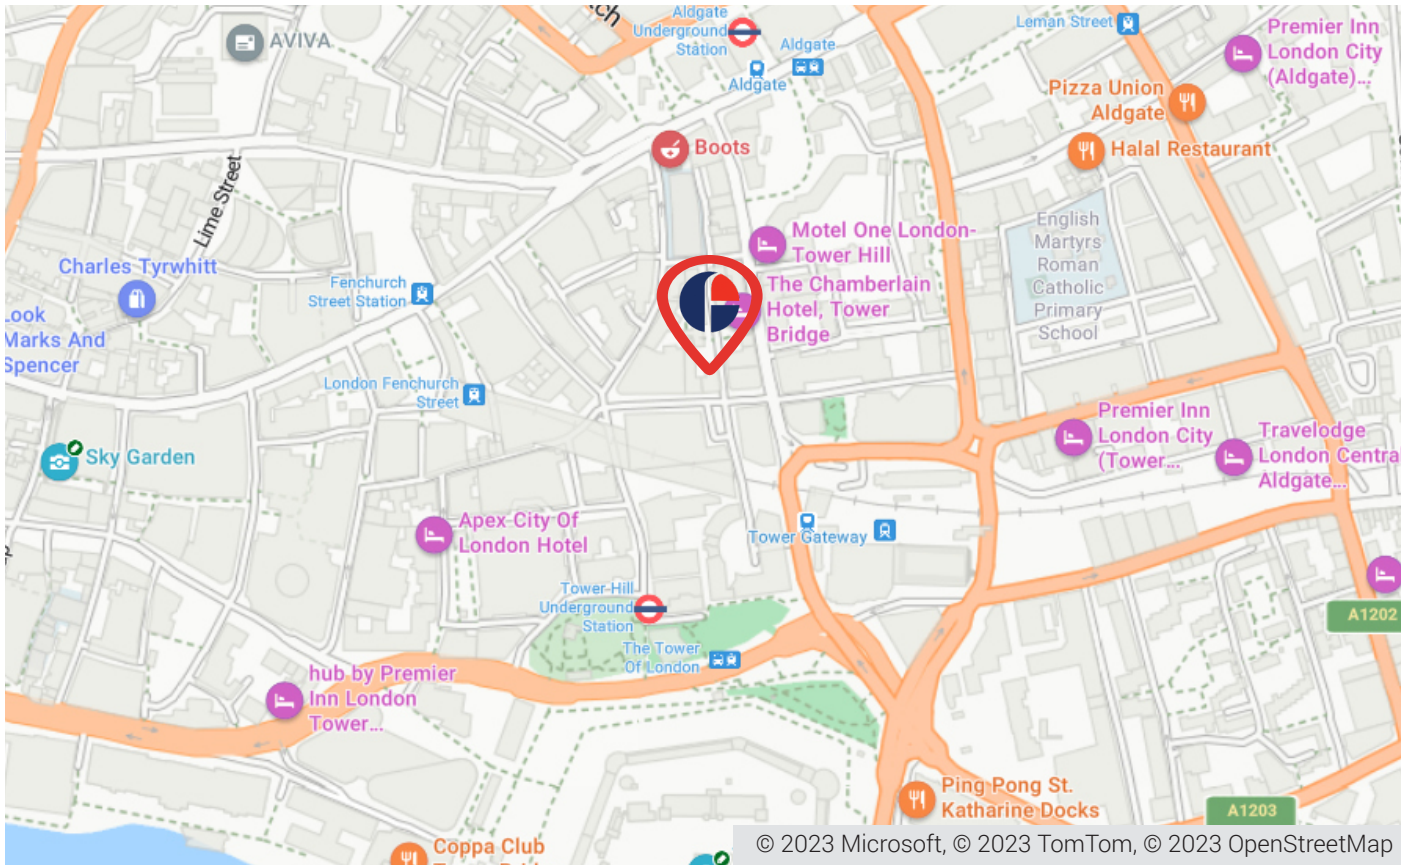 ch
Aldgate
Underground
Station
Aldgate
Aldgate
Leman Street
Premier Inn
London City
(Aldgate)...
AVIVA
Pizza Union
Aldgate
Boots
Halal Restaurant
Lime Street
English
Martyrs
Roman
Catholic
Primary
School
Motel One London-
Tower Hill
Charles Tyrwhitt
Fenchurch
Street Station
The Chamberlain
Hotel, Tower
Bridge
Look
Marks And
Spencer
London Fenchurch
Street
Premier Inn
London City
(Tower...
Travelodge
London Central
Aldgate...
Sky Garden
Apex City Of
London Hotel
Tower Gateway
Tower Hill
Underground
Station
A1202
The Tower
Of London
hub by Premier
Inn London
Tower...
Ping Pong St.
Katharine Docks
A1203
Coppa Club
© 2023 Microsoft, © 2023 TomTom, © 2023 OpenStreetMap